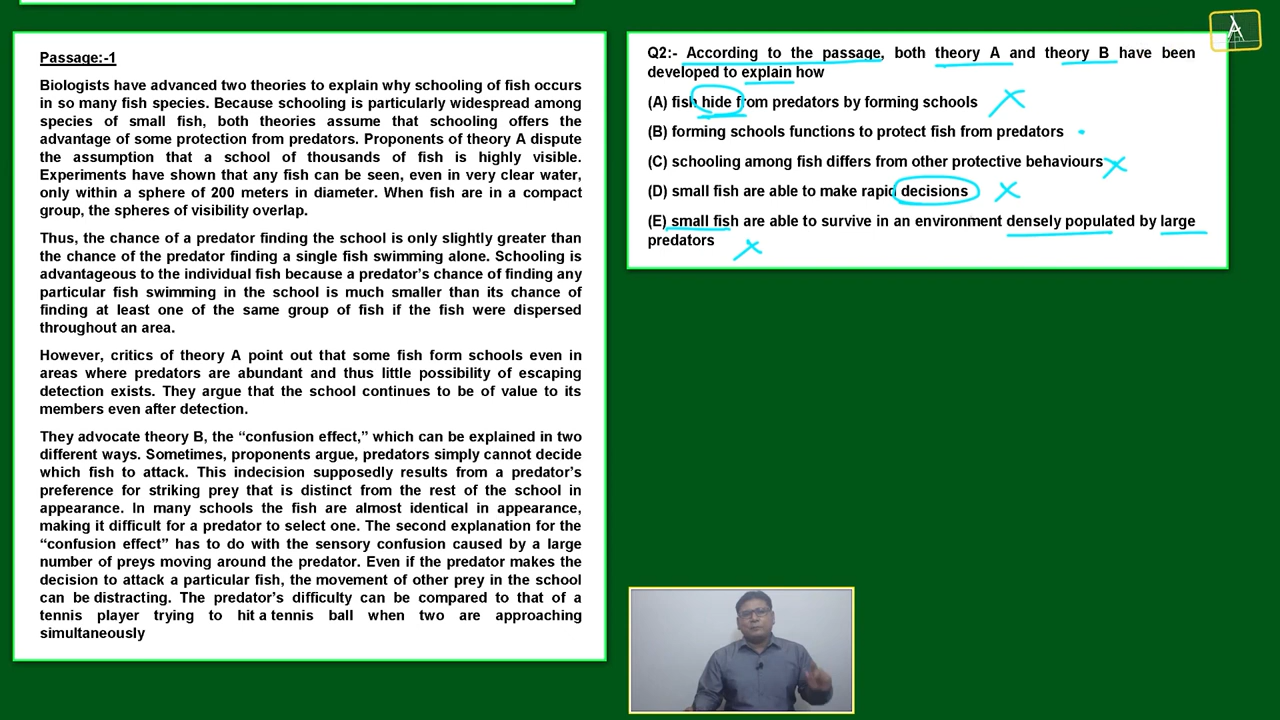 Passage:-1
Biologists have advanced two theories to explain why schooling of fish occurs
in so many fish species. Because schooling is particularly widespread among
species of small fish, both theories assume that schooling offers the
advantage of some protection from predators. Proponents of theory A dispute
the assumption that a school of thousands of fish is highly visible.
Experiments have shown that any fish can be seen, even in very clear water,
only within a sphere of 200 meters in diameter. When fish are in a compact
group, the spheres of visibility overlap.
Thus, the chance of a predator finding the school is only slightly greater than
the chance of the predator finding a single fish swimming alone. Schooling is
advantageous to the individual fish because a predator's chance of finding any
particular fish swimming in the school is much smaller than its chance of
finding at least one of the same group of fish if the fish were dispersed
throughout an area.
However, critics of theory A point out that some fish form schools even in
areas where predators are abundant and thus little possibility of escaping
detection exists. They argue that the school continues to be of value to its
members even after detection.
They advocate theory B, the “confusion effect,” which can be explained in two
different ways. Sometimes, proponents argue, predators simply cannot decide
which fish to attack. This indecision supposedly results from a predator's
preference for striking prey that is distinct from the rest of the school in
appearance. In many schools the fish are almost identical in appearance,
making it difficult for a predator to select one. The second explanation for the
“confusion effect” has to do with the sensory confusion caused by a large
number of preys moving around the predator. Even if the predator makes the
decision to attack a particular fish, the movement of other prey in the school
can be distracting. The predator's difficulty can be compared to that of a
tennis player trying to hit a tennis ball when two are approaching
simultaneously
Q2:- According to the passage, both theory A and theory B have been
developed to explain how
(A) fish hide from predators by forming schools
(B) forming schools functions to protect fish from predators
(C) schooling among fish differs from other protective behaviours
(D) small fish are able to make rapid decisions
(E) small fish are able to survive in an environment densely populated by large
predators
A